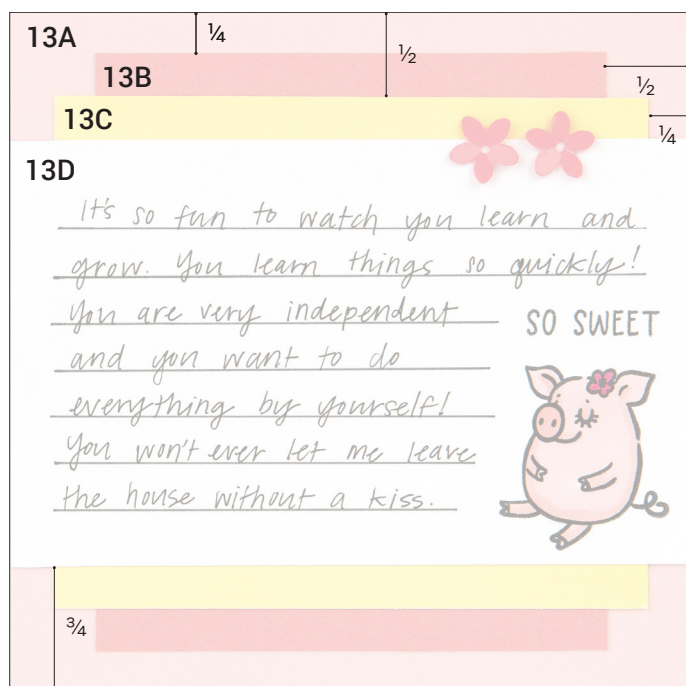 13A
¼
½
13B
½
13C
¼
13D
It's so fun to watch you learn and
grow. You learn things so quickly!
You are very independent
SO SWEET
and you want to do
everything by yourself!
You won't ever let me leave
the house without a kiss.
¾